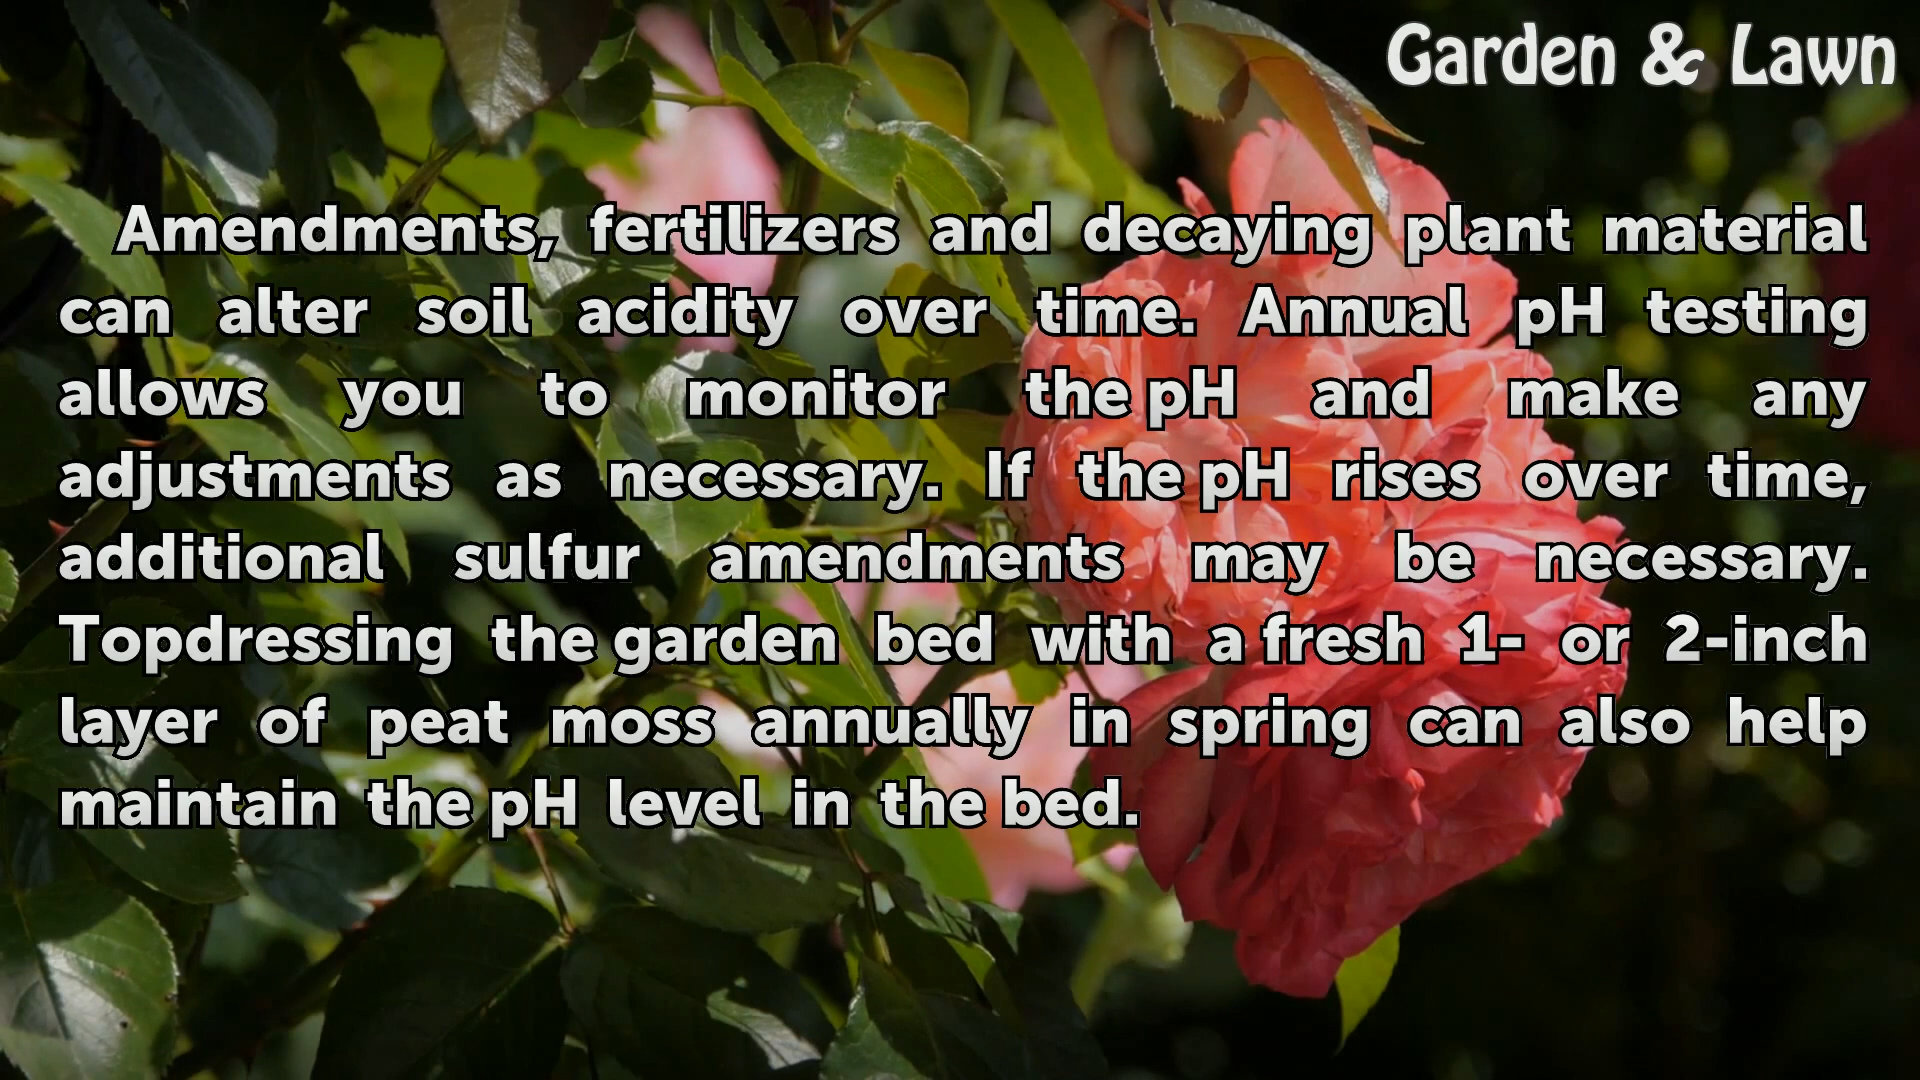 Garden & Lawn
Amendments, fertilizers and decaying plant material
can alter soil acidity over time. Annual pH testing
allows you to monitor the pH and make any
adjustments as necessary. If the pH rises over time,
additional sulfur amendments may be necessary.
Topdressing the garden bed with a fresh 1- or 2-inch
layer of peat moss annually in spring can also help
maintain the pH level in the bed.